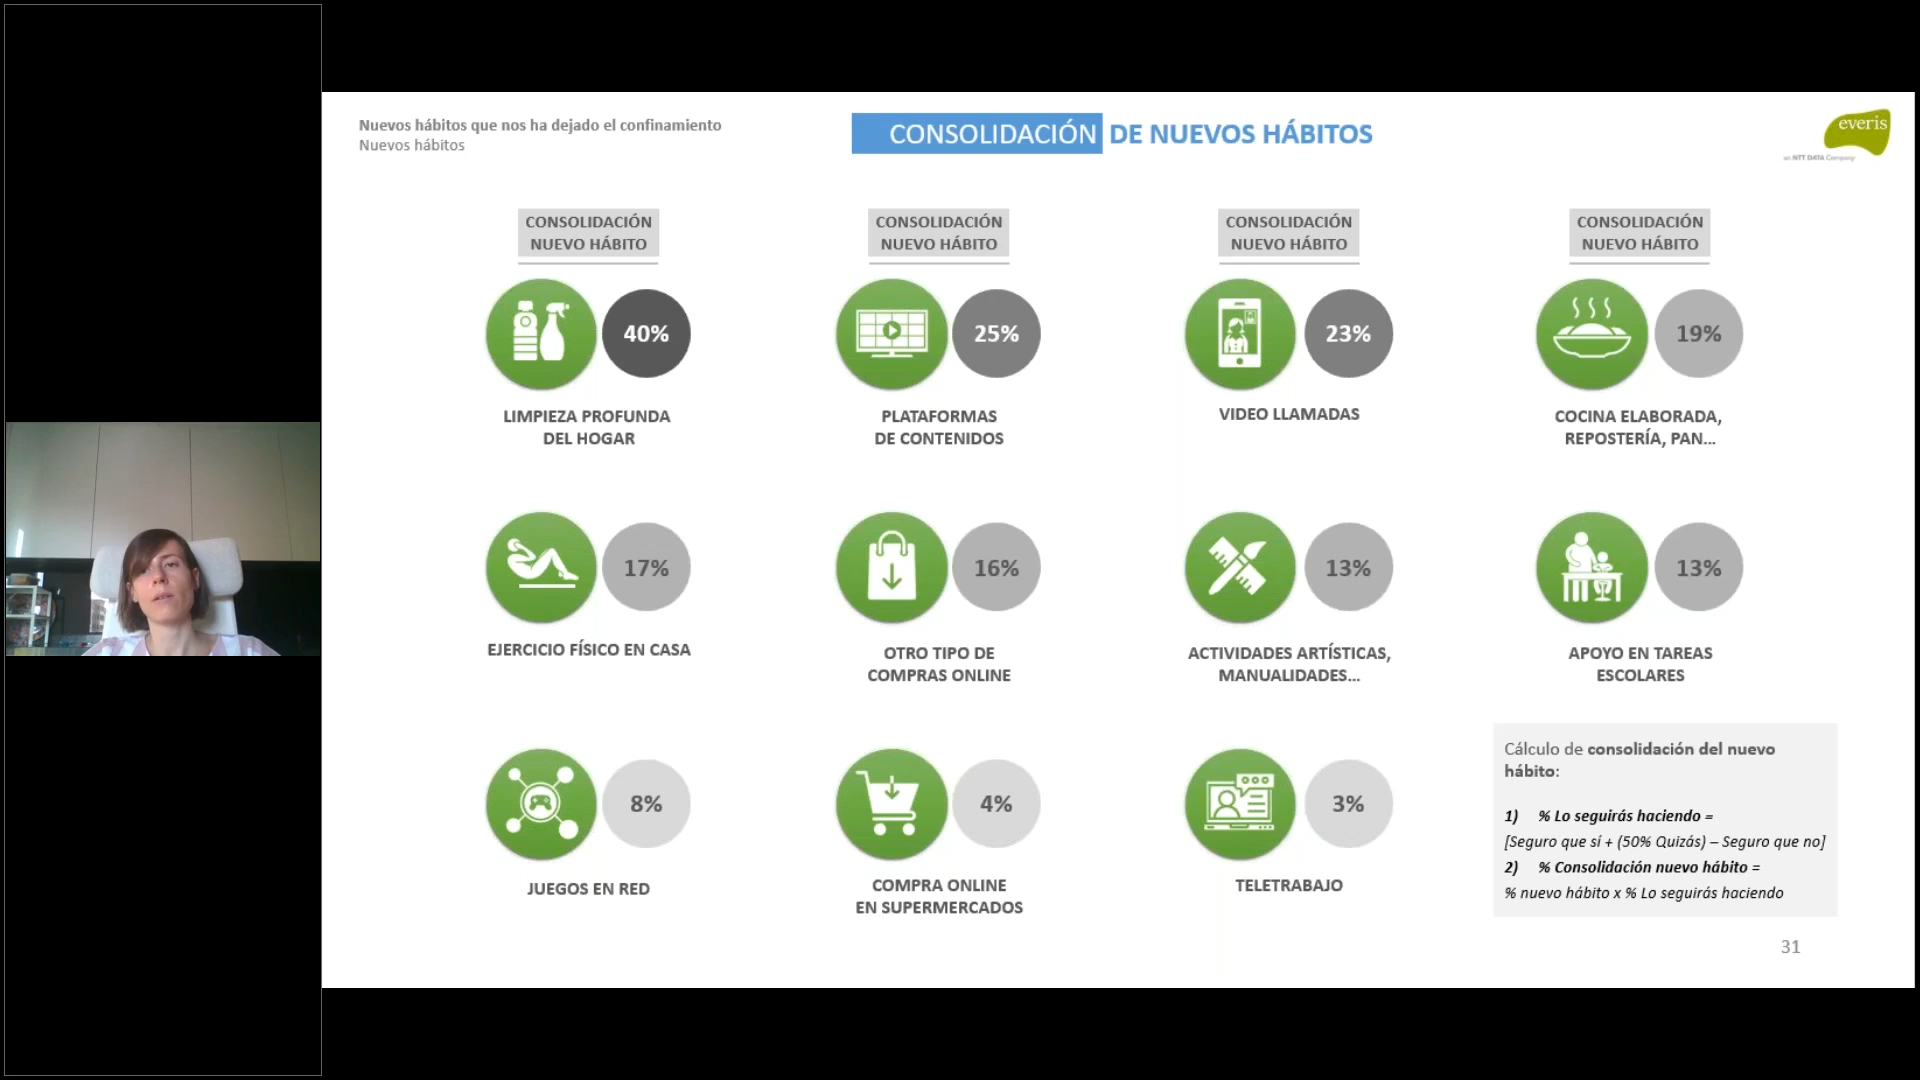 Nuevos hábitos que nos ha dejado el confinamiento
Nuevos hábitos
CONSOLIDACIÓN DE NUEVOS HÁBITOS
everis
an NTT DATA Company
CONSOLIDACIÓN
NUEVO HÁBITO
CONSOLIDACIÓN
NUEVO HÁBITO
CONSOLIDACIÓN
NUEVO HÁBITO
CONSOLIDACIÓN
NUEVO HÁBITO
40%
LIMPIEZA PROFUNDA
DEL HOGAR
25%
PLATAFORMAS
DE CONTENIDOS
23%
VIDEO LLAMADAS
19%
COCINA ELABORADA,
REPOSTERÍA, PAN...
17%
EJERCICIO FÍSICO EN CASA
16%
OTRO TIPO DE
COMPRAS ONLINE
13%
ACTIVIDADES ARTÍSTICAS,
MANUALIDADES...
13%
APOYO EN TAREAS
ESCOLARES
8%
JUEGOS EN RED
4%
COMPRA ONLINE
EN SUPERMERCADOS
3%
TELETRABAJO
Cálculo de consolidación del nuevo
hábito:
1) % Lo seguirás haciendo =
[Seguro que sí + (50% Quizás) – Seguro que no]
2) % Consolidación nuevo hábito =
% nuevo hábito x % Lo seguirás haciendo
31